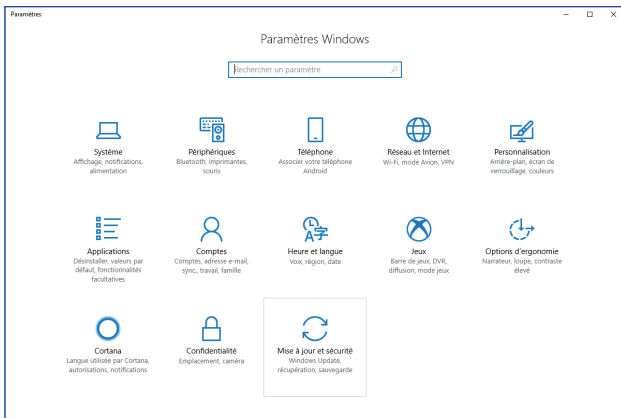 Paramètres
Paramètres Windows
Rechercher un paramètre
Système
Affichage, notifications,
alimentation
Périphériques
Bluetooth, imprimantes,
souris
Téléphone
Associer votre téléphone
Android
Réseau et Internet
Wi-Fi, mode Avion, VPN
Personnalisation
Arrière-plan, écran de
verrouillage, couleurs
Applications
Désinstaller, valeurs par
défaut, fonctionnalités
facultatives
Comptes
Comptes, adresse e-mail,
sync., travail, famille
Heure et langue
Voix, région, date
Jeux
Barre de jeux, DVR,
diffusion, mode jeux
Options d'ergonomie
Narrateur, loupe, contraste
élevé
Cortana
Langue utilisée par Cortana,
autorisations, notifications
Confidentialité
Emplacement, caméra
Mise à jour et sécurité
Windows Update,
récupération, sauvegarde